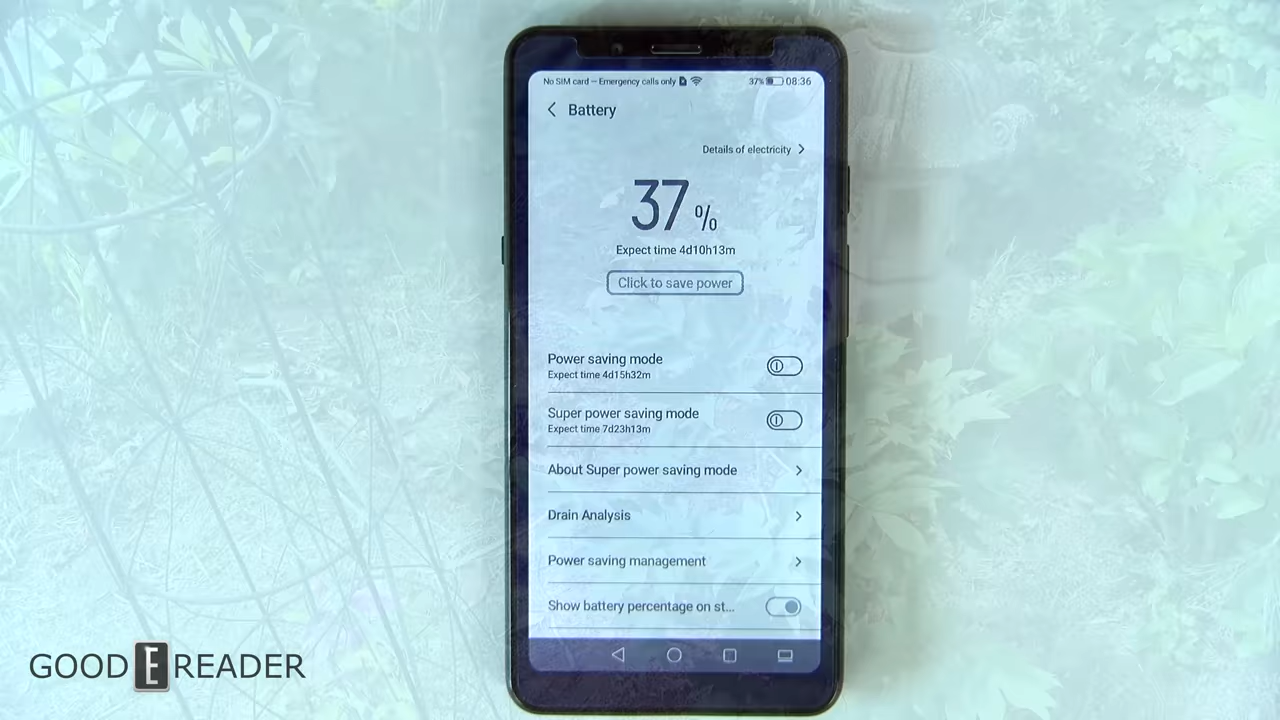 No SIM card — Emergency calls only
37% 08:36
Battery
Details of electricity
37 %
Expect time 4d10h13m
Click to save power
Power saving mode
Expect time 4d15h32m
Super power saving mode
Expect time 7d23h13m
About Super power saving mode
Drain Analysis
Power saving management
Show battery percentage on st...
GOOD E READER